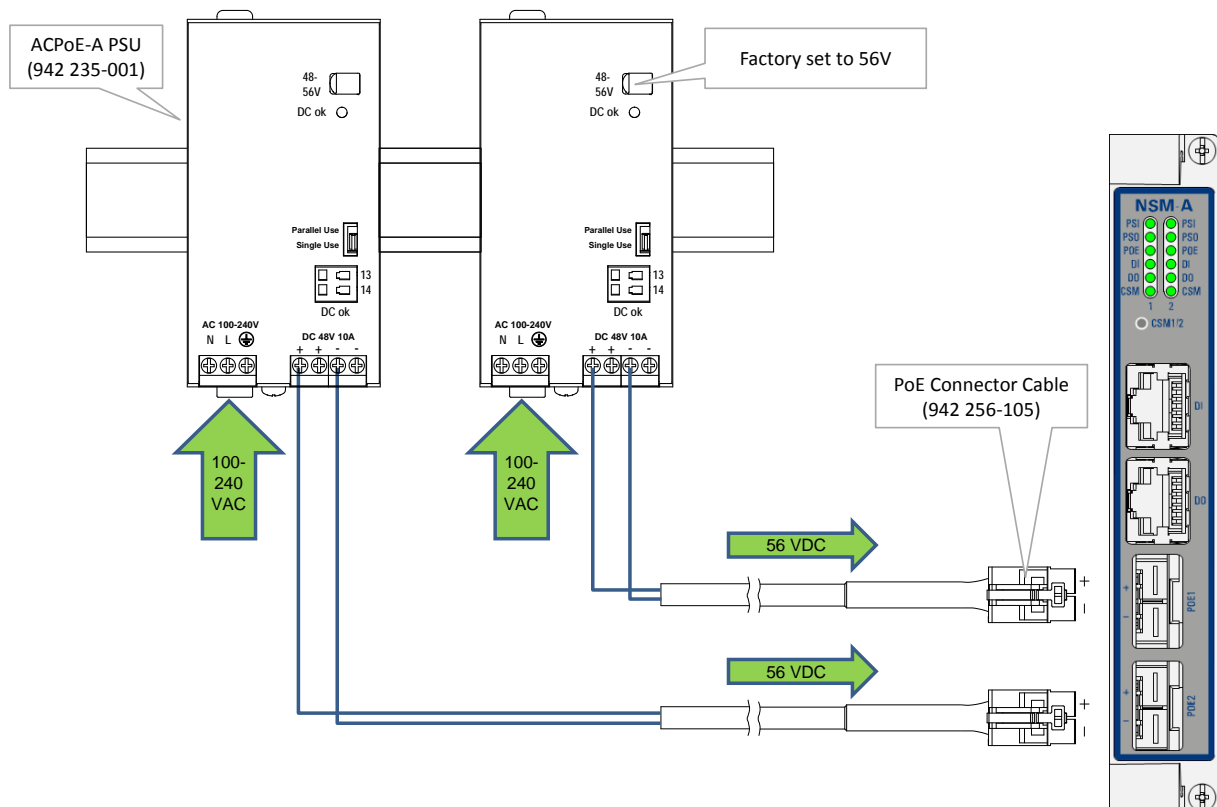 ACPoE-A PSU
(942 235-001)
48-
56V
DC ok
Parallel Use
Single Use
13
14
DC ok
AC 100-240V
N L
DC 48V 10A
+ + - -
48-
56V
DC ok
Parallel Use
Single Use
13
14
DC ok
AC 100-240V
N L
DC 48V 10A
+ + - -
Factory set to 56V
100-
240
VAC
100-
240
VAC
56 VDC
+
–
56 VDC
+
–
PoE Connector Cable
(942 256-105)
NSM-A
PSI PSI
PSO PSO
POE POE
DI DI
DO DO
CSM CSM
1 2
CSM1/2
DI
DO
+
–
POE1
+
–
POE2